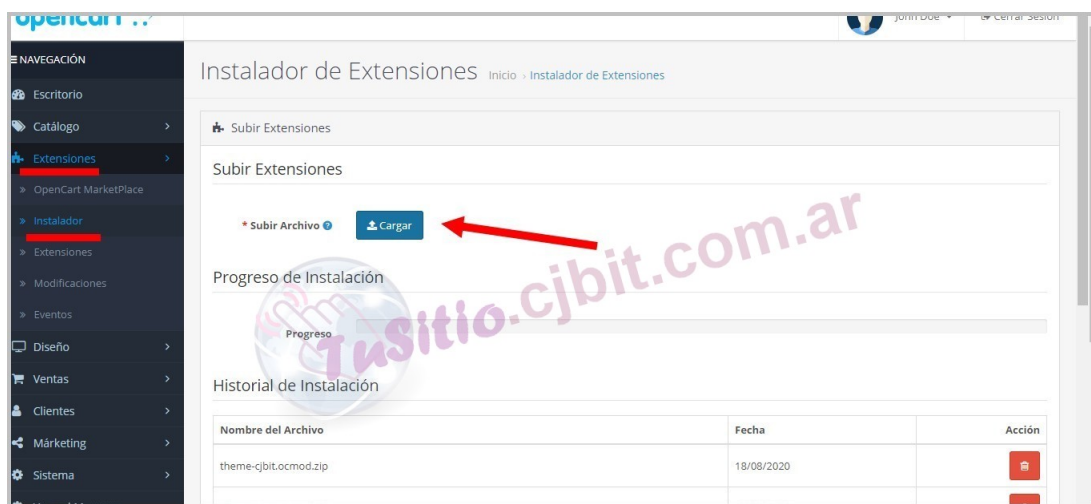 opencart
John Doe
Cerrar Sesión
NAVEGACIÓN
Instalador de Extensiones Inicio › Instalador de Extensiones
Escritorio
Catálogo
Subir Extensiones
Extensiones
Subir Extensiones
OpenCart MarketPlace
Instalador
* Subir Archivo Cargar
Extensiones
Modificaciones
Progreso de Instalación
Eventos
Progreso
TuSitio.cjbit.com.ar
Diseño
Ventas
Historial de Instalación
Clientes
Nombre del Archivo Fecha Acción
Márketing
theme-cjbit.ocmod.zip 18/08/2020
Sistema